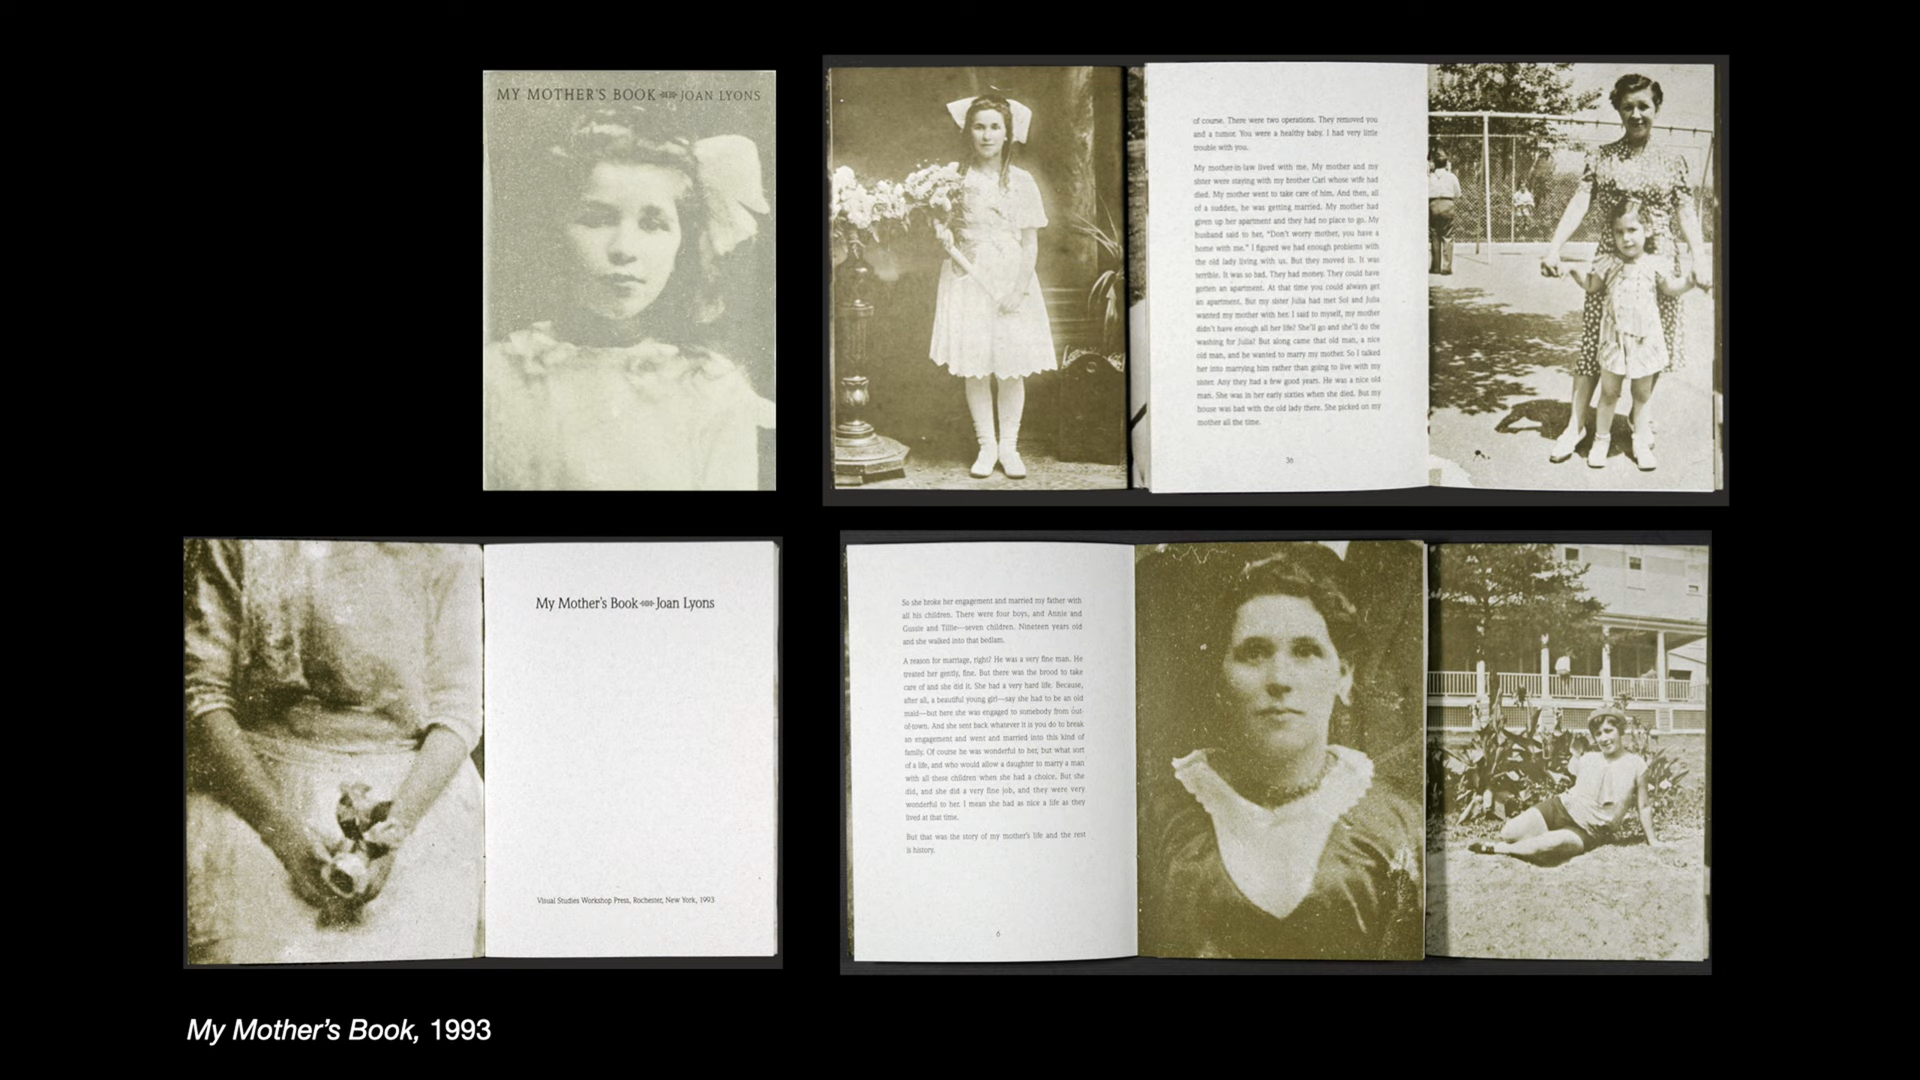 MY MOTHER'S BOOK JOAN LYONS
of course. There were two operations. They removed you
and a tumor. You were a healthy baby. I had very little
trouble with you.
My mother-in-law lived with me. My mother and my
sister were staying with my brother Carl whose wife had
died. My mother went to take care of him. And then, all
of a sudden, he was getting married. My mother had
given up her apartment and they had no place to go. My
husband said to her, "Don't worry mother, you have a
home with me." I figured we had enough problems with
the old lady living with us. But they moved in. It was
terrible. It was so bad. They had money. They could have
gotten an apartment. At that time you could always get
an apartment. But my sister Julia had met Sol and Julia
wanted my mother with her. I said to myself, my mother
didn't have enough all her life? She'll go and she'll do the
washing for Julia? But along came that old man, a nice
old man, and he wanted to marry my mother. So I talked
her into marrying him rather than going to live with my
sister. Any they had a few good years. He was a nice old
man. She was in her early sixties when she died. But my
house was bad with the old lady there. She picked on my
mother all the time.
36
My Mother's Book Joan Lyons
Visual Studies Workshop Press, Rochester, New York, 1993
So she broke her engagement and married my father with
all his children. There were four boys, and Annie and
Gussie and Tillie—seven children. Nineteen years old
and she walked into that bedlam.
A reason for marriage, right? He was a very fine man. He
treated her gently, fine. But there was the brood to take
care of and she did it. She had a very hard life. Because,
after all, a beautiful young girl—say she had to be an old
maid—but here she was engaged to somebody from out-
of-town. And she sent back whatever it is you do to break
an engagement and went and married into this kind of
family. Of course he was wonderful to her, but what sort
of a life, and who would allow a daughter to marry a man
with all these children when she had a choice. But she
did, and she did a very fine job, and they were very
wonderful to her. I mean she had as nice a life as they
lived at that time.
But that was the story of my mother's life and the rest
is history.
6
My Mother's Book, 1993